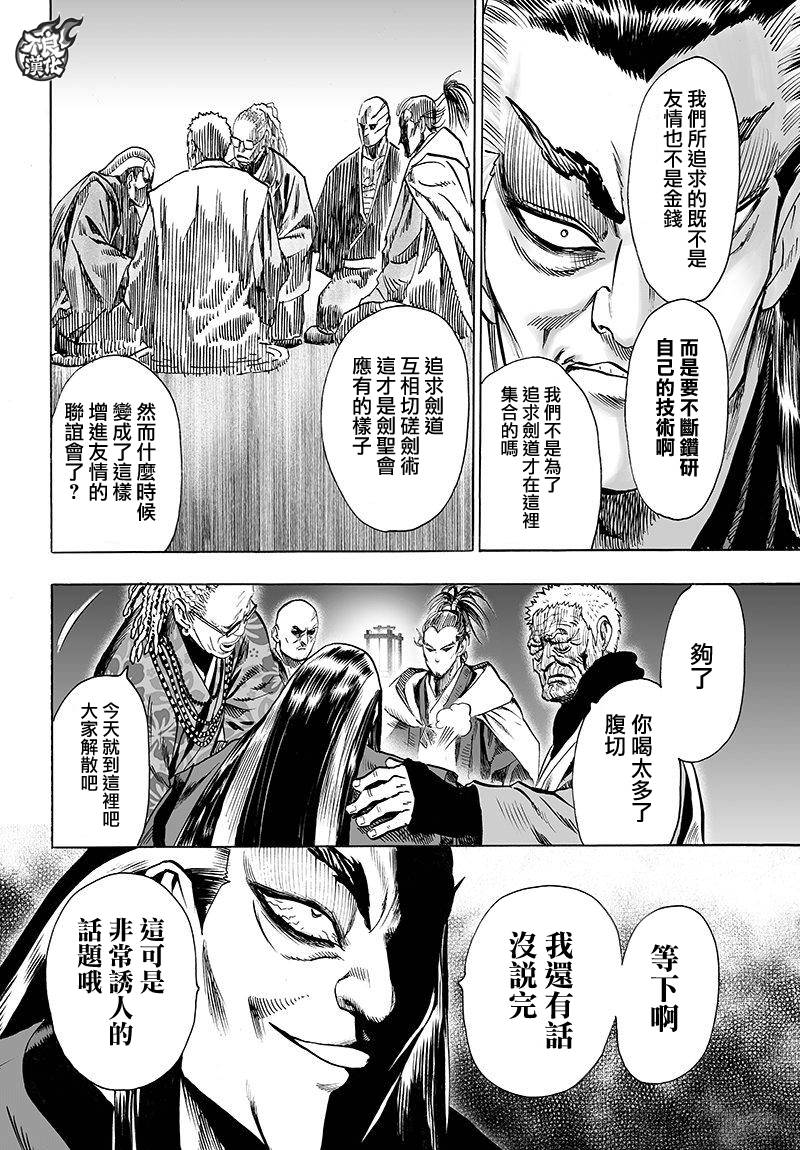 不良
漢化
我們所追求的既不是
友情也不是金錢
而是要不斷鑽研
自己的技術啊
我們不是為了
追求劍道才在這裡
集合的嗎
追求劍道
互相切磋劍術
這才是劍聖會
應有的樣子
然而什麼時候
變成了這樣
增進友情的
聯誼會了?
夠了
你喝太多了
腹切
今天就到這裡吧
大家解散吧
等下啊
我還有話
沒説完
這可是
非常誘人的
話題哦